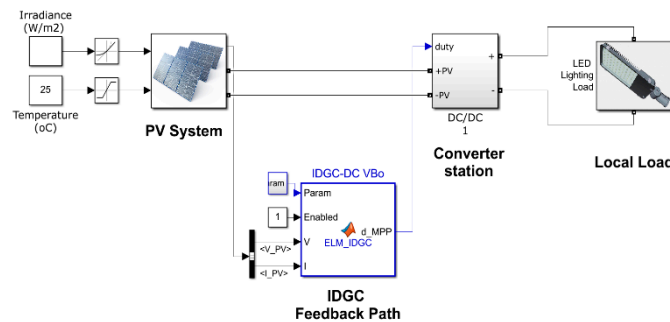 Irradiance
(W/m2)
25
Temperature
(oC)
PV System
duty
+PV
-PV
+
-
DC/DC
1
Converter
station
LED
Lighting
Load
Local Load
IDGC-DC VBo
Param
1
Enabled
V
I
d_MPP
ELM_IDGC
<V_PV>
<I_PV>
IDGC
Feedback Path